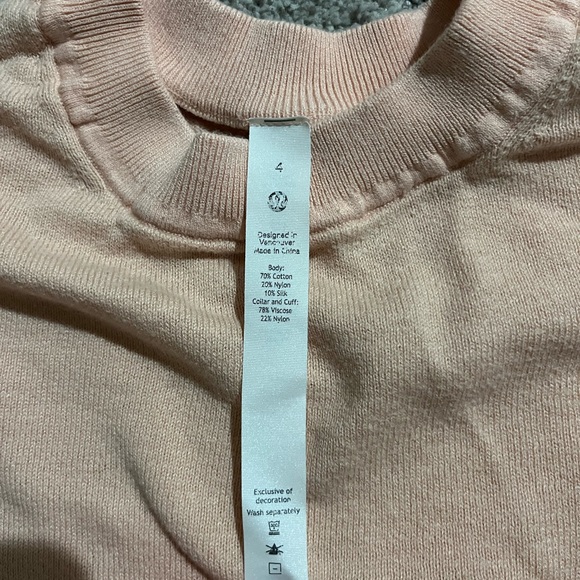 4
Designed in
Vancouver
Made in China
Body:
70% Cotton
20% Nylon
10% Silk
Collar and Cuff:
78% Viscose
22% Nylon
Exclusive of
decoration
Wash separately